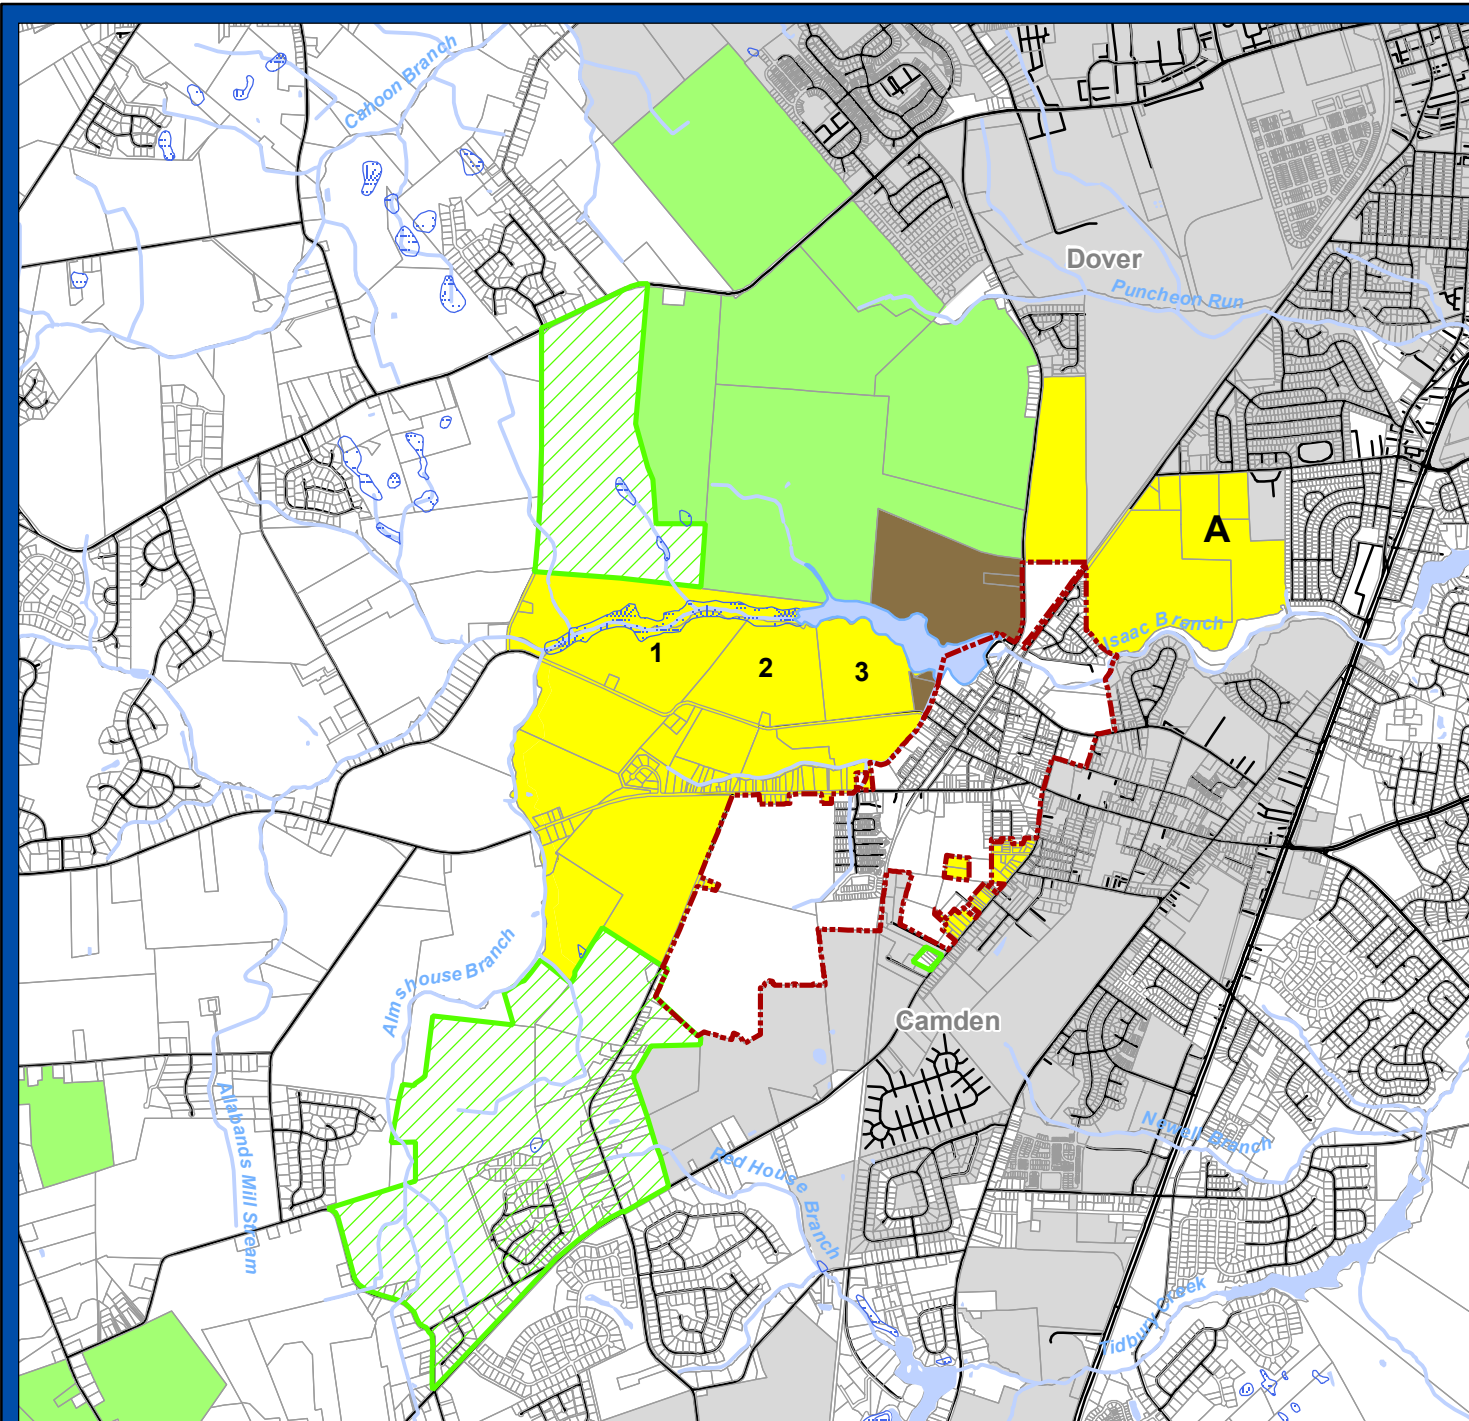 Cahoon Branch
Dover
Puncheon Run
A
Isaac Branch
1
2
3
Almshouse Branch
Camden
Allabands Mill Stream
Newell Branch
Red House Branch
Tidbury Creek